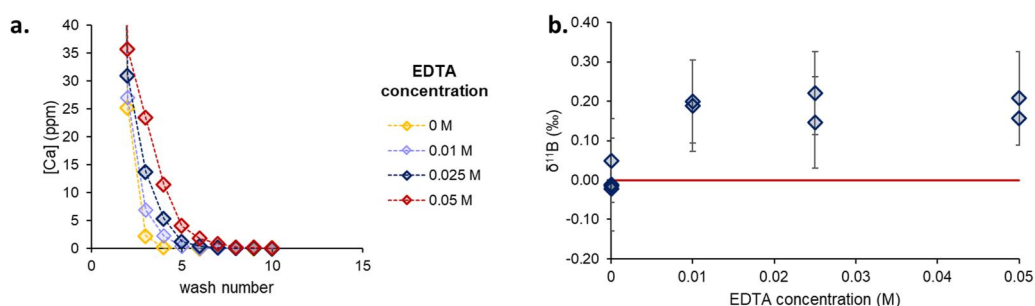 a.
40
35
30
25
20
15
10
5
0
[Ca] (ppm)
0 5 10 15
wash number
EDTA
concentration
0 M
0.01 M
0.025 M
0.05 M
b.
0.40
0.30
0.20
0.10
0.00
-0.10
-0.20
δ¹¹B (‰)
0 0.01 0.02 0.03 0.04 0.05
EDTA concentration (M)